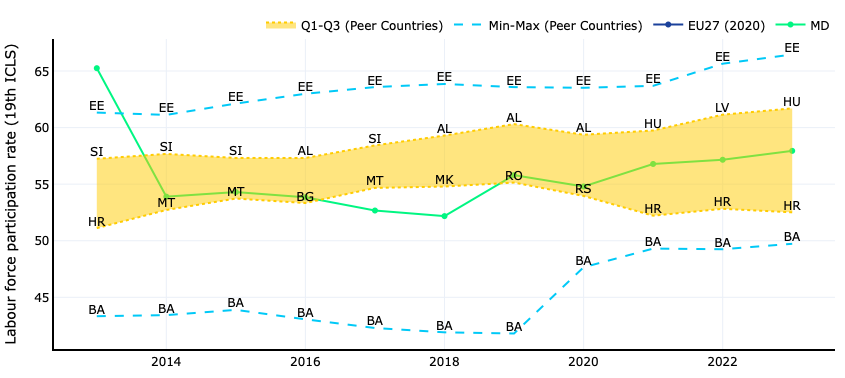 Q1-Q3 (Peer Countries) Min-Max (Peer Countries) EU27 (2020) MD
Labour force participation rate (19th ICLS)
65
60
55
50
45
EE EE EE EE EE EE EE EE EE EE EE
SI SI SI AL SI AL AL AL HU LV HU
HR MT MT BG MT MK RO RS HR HR HR
BA BA BA BA BA BA BA BA BA BA BA
2014 2016 2018 2020 2022